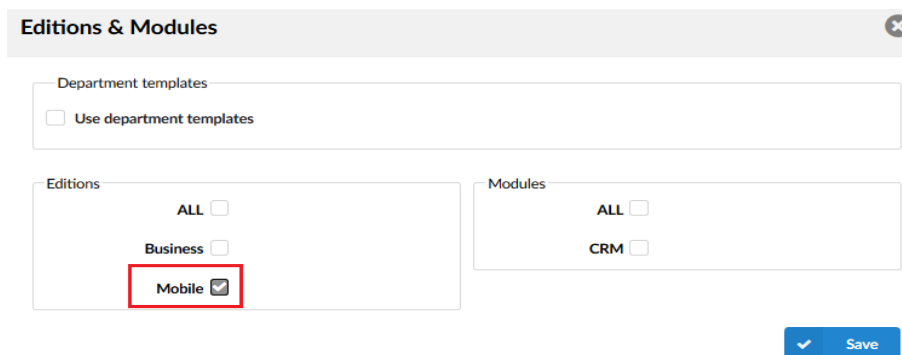 Editions & Modules
Department templates
Use department templates
Editions
ALL
Business
Mobile
Modules
ALL
CRM
Save